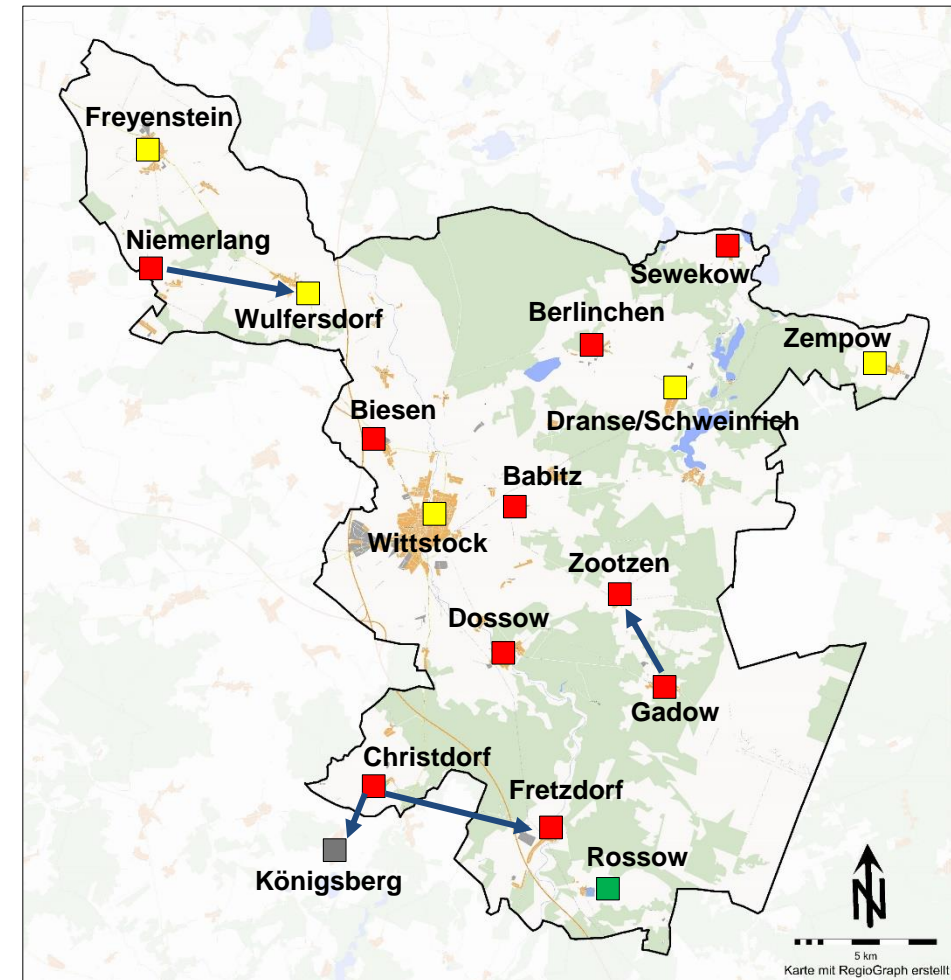 Freyenstein
Niemerlang
Sewekow
Wulfersdorf
Berlinchen
Zempow
Biesen
Dranse/Schweinrich
Babitz
Wittstock
Zootzen
Dossow
Gadow
Christdorf
Fretzdorf
Rossow
Königsberg
N
5 km
Karte mit RegioGraph erstellt